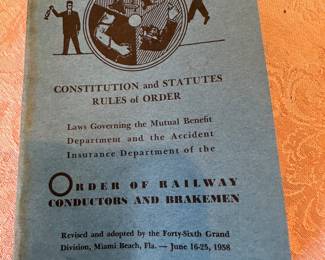 CONSTITUTION and STATUTES
RULES of ORDER
Laws Governing the Mutual Benefit
Department and the Accident
Insurance Department of the
ORDER OF RAILWAY
CONDUCTORS AND BRAKEMEN
Revised and adopted by the Forty-Sixth Grand
Division, Miami Beach, Fla. — June 16-25, 1958